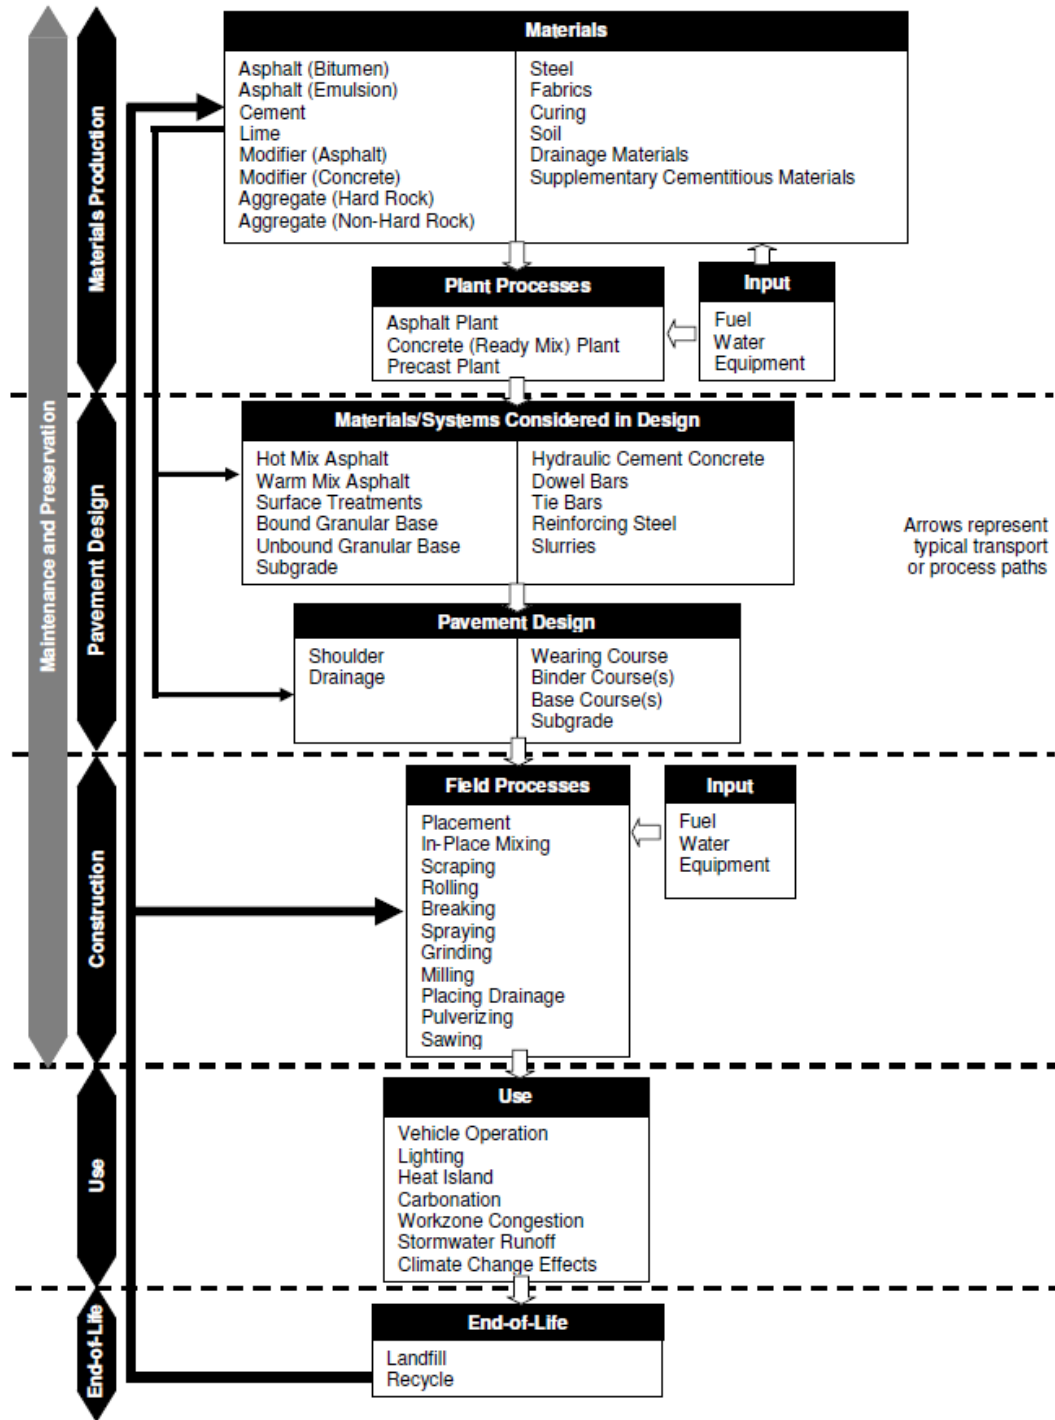 Materials
Asphalt (Bitumen)
Asphalt (Emulsion)
Cement
Lime
Modifier (Asphalt)
Modifier (Concrete)
Aggregate (Hard Rock)
Aggregate (Non-Hard Rock)
Steel
Fabrics
Curing
Soil
Drainage Materials
Supplementary Cementitious Materials
Materials Production
Plant Processes
Asphalt Plant
Concrete (Ready Mix) Plant
Precast Plant
Input
Fuel
Water
Equipment
Maintenance and Preservation
Pavement Design
Materials/Systems Considered in Design
Hot Mix Asphalt
Warm Mix Asphalt
Surface Treatments
Bound Granular Base
Unbound Granular Base
Subgrade
Hydraulic Cement Concrete
Dowel Bars
Tie Bars
Reinforcing Steel
Slurries
Arrows represent
typical transport
or process paths
Pavement Design
Shoulder
Drainage
Wearing Course
Binder Course(s)
Base Course(s)
Subgrade
Construction
Field Processes
Placement
In-Place Mixing
Scraping
Rolling
Breaking
Spraying
Grinding
Milling
Placing Drainage
Pulverizing
Sawing
Input
Fuel
Water
Equipment
Use
Use
Vehicle Operation
Lighting
Heat Island
Carbonation
Workzone Congestion
Stormwater Runoff
Climate Change Effects
End-of-Life
End-of-Life
Landfill
Recycle